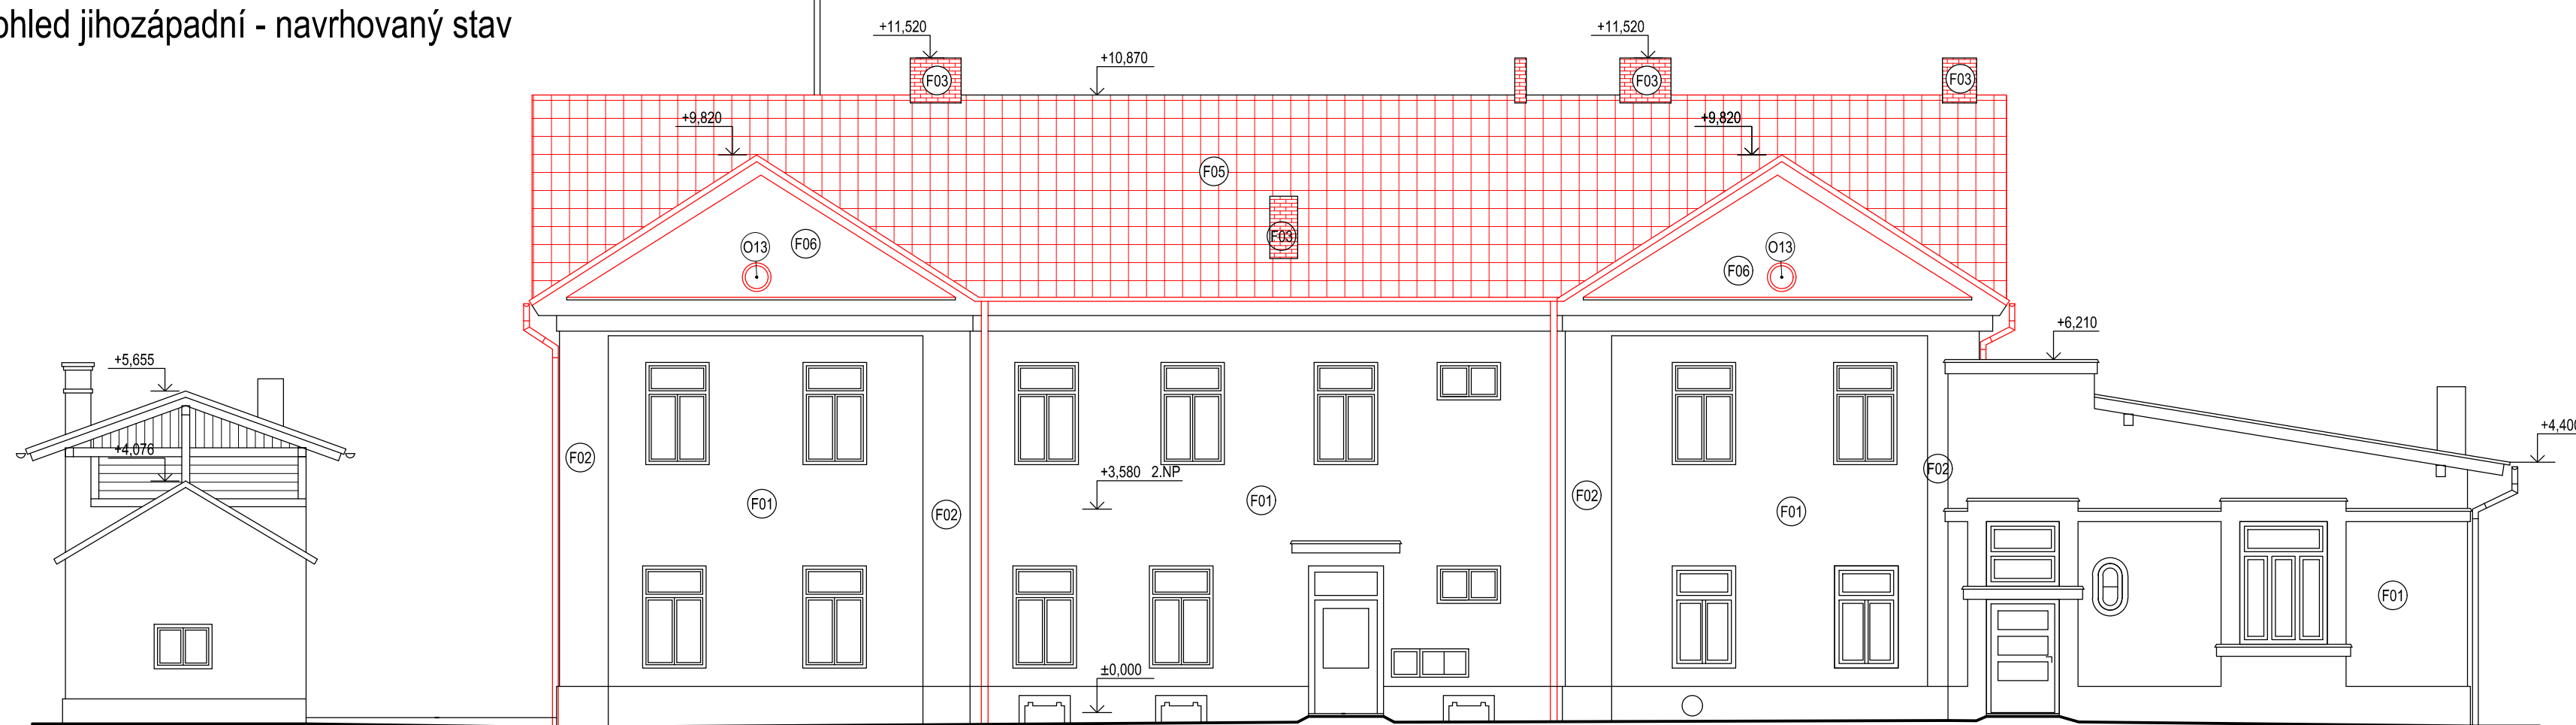 ohled jihozápadní - navrhovaný stav
+11,520
+11,520
+10,870
F03
F03
F03
+9,820
+9,820
F05
F03
O13
F06
O13
F06
+6,210
+5,655
+4,076
+4,400
F02
F01
F02
+3,580 2.NP
F01
F02
F01
F02
F01
±0,000